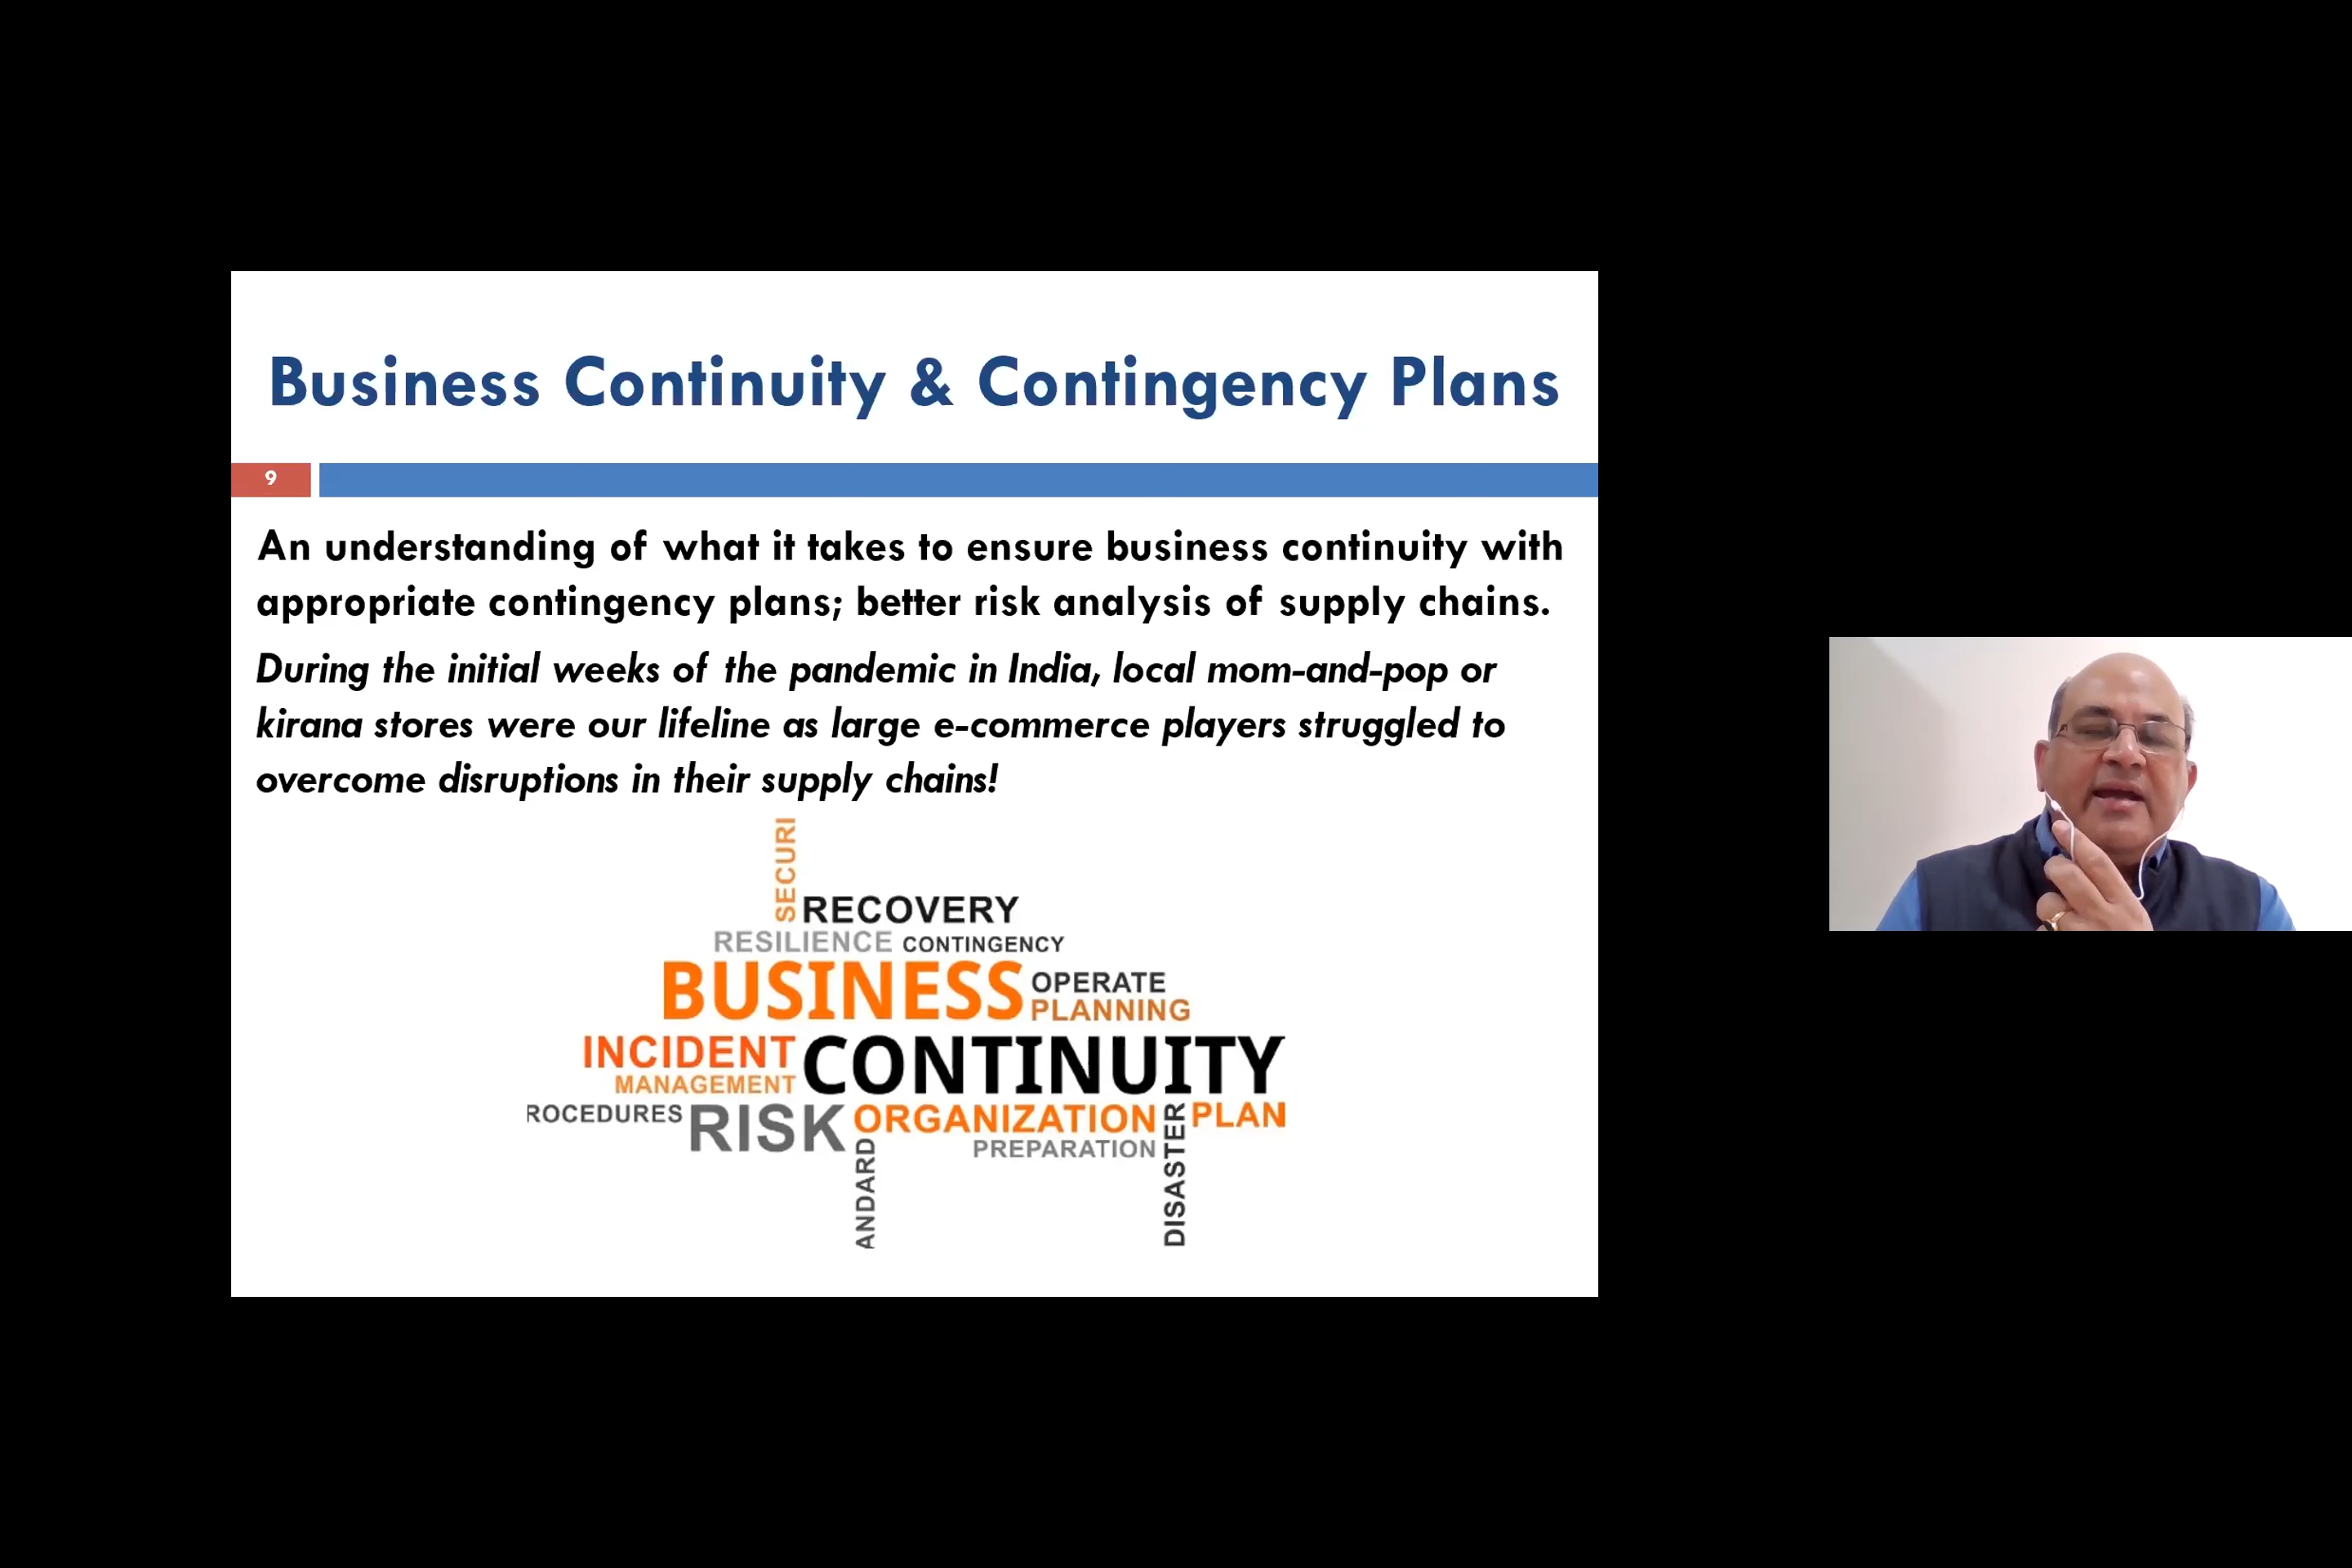 Business Continuity & Contingency Plans
9
An understanding of what it takes to ensure business continuity with
appropriate contingency plans; better risk analysis of supply chains.
During the initial weeks of the pandemic in India, local mom-and-pop or
kirana stores were our lifeline as large e-commerce players struggled to
overcome disruptions in their supply chains!
SECURI
RECOVERY
RESILIENCE CONTINGENCY
BUSINESS OPERATE
PLANNING
INCIDENT CONTINUITY
MANAGEMENT
ROCEDURES RISK ORGANIZATION PLAN
PREPARATION
ANDARD
DISASTER